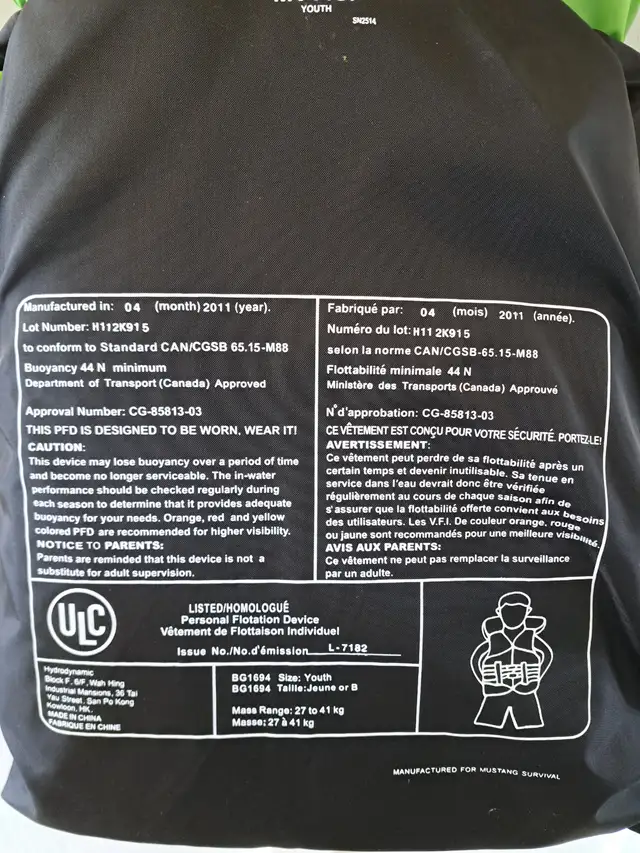 YOUTH
SN2514
Manufactured in: 04 (month) 2011 (year).
Lot Number: H112K915
to conform to Standard CAN/CGSB 65.15-M88
Buoyancy 44 N minimum
Department of Transport (Canada) Approved
Approval Number: CG-85813-03
THIS PFD IS DESIGNED TO BE WORN. WEAR IT!
CAUTION:
This device may lose buoyancy over a period of time
and become no longer serviceable. The in-water
performance should be checked regularly during
each season to determine that it provides adequate
buoyancy for your needs. Orange, red and yellow
colored PFD are recommended for higher visibility.
NOTICE TO PARENTS:
Parents are reminded that this device is not a
substitute for adult supervision.
Fabriqué par: 04 (mois) 2011 (année).
Numéro du lot: H112K915
selon la norme CAN/CGSB-65.15-M88
Flottabilité minimale 44 N
Ministère des Transports (Canada) Approuvé
N°d'approbation: CG-85813-03
CE VÊTEMENT EST CONÇU POUR VOTRE SÉCURITÉ. PORTEZ-LE!
AVERTISSEMENT:
Ce vêtement peut perdre de sa flottabilité après un
certain temps et devenir inutilisable. Sa tenue en
service dans l'eau devrait donc être vérifiée
régulièrement au cours de chaque saison afin de
s'assurer que la flottabilité offerte convient aux besoins
des utilisateurs. Les V.F.I. De couleur orange, rouge
ou jaune sont recommandés pour une meilleure visibilité.
AVIS AUX PARENTS:
Ce vêtement ne peut pas remplacer la surveillance
par un adulte.
ULC
LISTED/HOMOLOGUÉ
Personal Flotation Device
Vêtement de Flottaison Individuel
Issue No./No.d'émission L-7182
Hydrodynamic
Block F. 6/F, Wah Hing
Industrial Mansions, 36 Tai
Yau Street. San Po Kong
Kowloon, HK.
MADE IN CHINA
FABRIQUE EN CHINE
BG1694 Size: Youth
BG1694 Taille: Jeune or B
Mass Range: 27 to 41 kg
Masse: 27 à 41 kg
MANUFACTURED FOR MUSTANG SURVIVAL